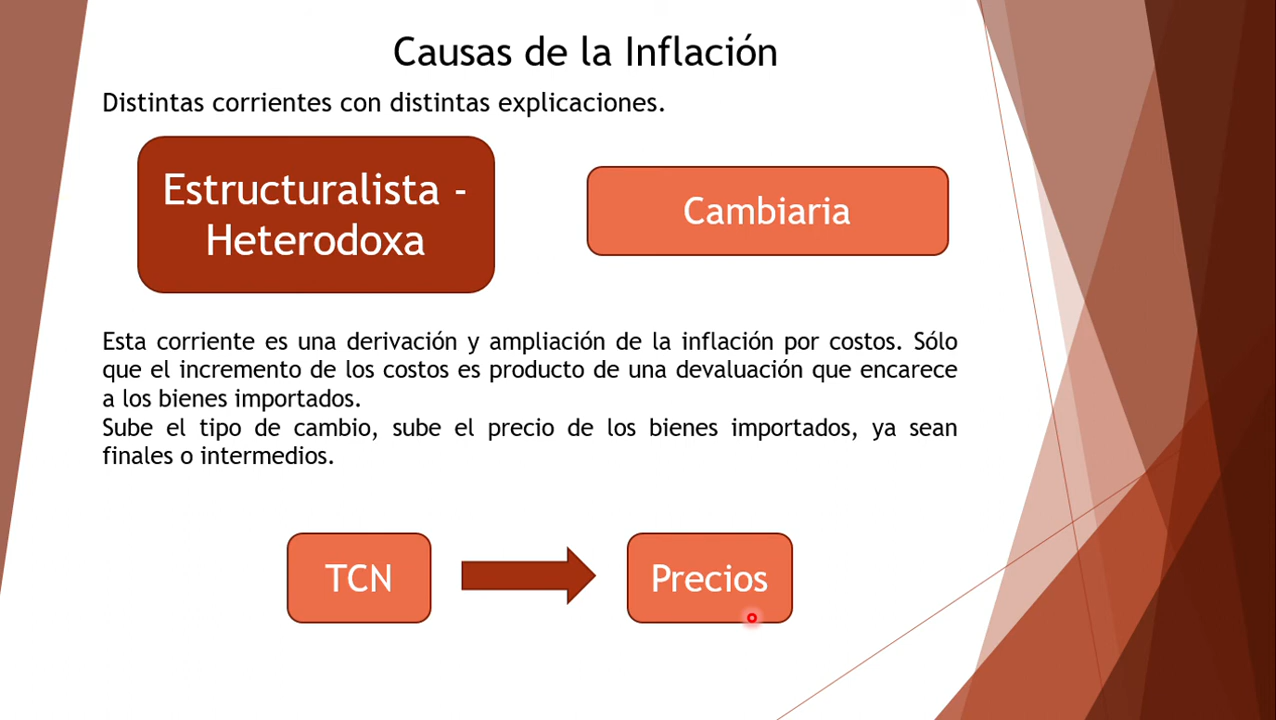 Causas de la Inflación
Distintas corrientes con distintas explicaciones.
Estructuralista -
Heterodoxa
Cambiaria
Esta corriente es una derivación y ampliación de la inflación por costos. Sólo
que el incremento de los costos es producto de una devaluación que encarece
a los bienes importados.
Sube el tipo de cambio, sube el precio de los bienes importados, ya sean
finales o intermedios.
TCN
Precios